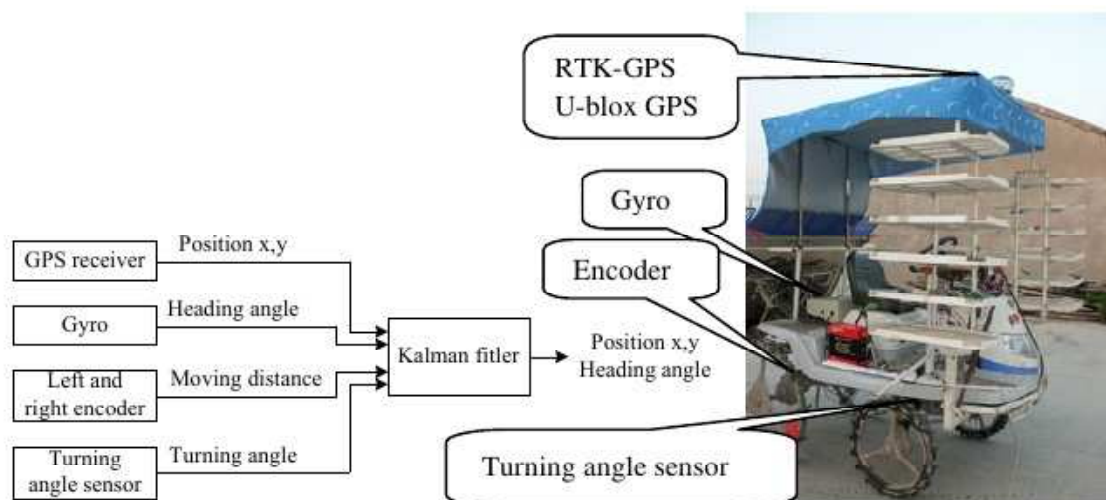 RTK-GPS
U-blox GPS
Gyro
Encoder
Turning angle sensor
GPS receiver
Position x,y
Gyro
Heading angle
Left and
right encoder
Moving distance
Turning
angle sensor
Turning angle
Kalman fitler
Position x,y
Heading angle